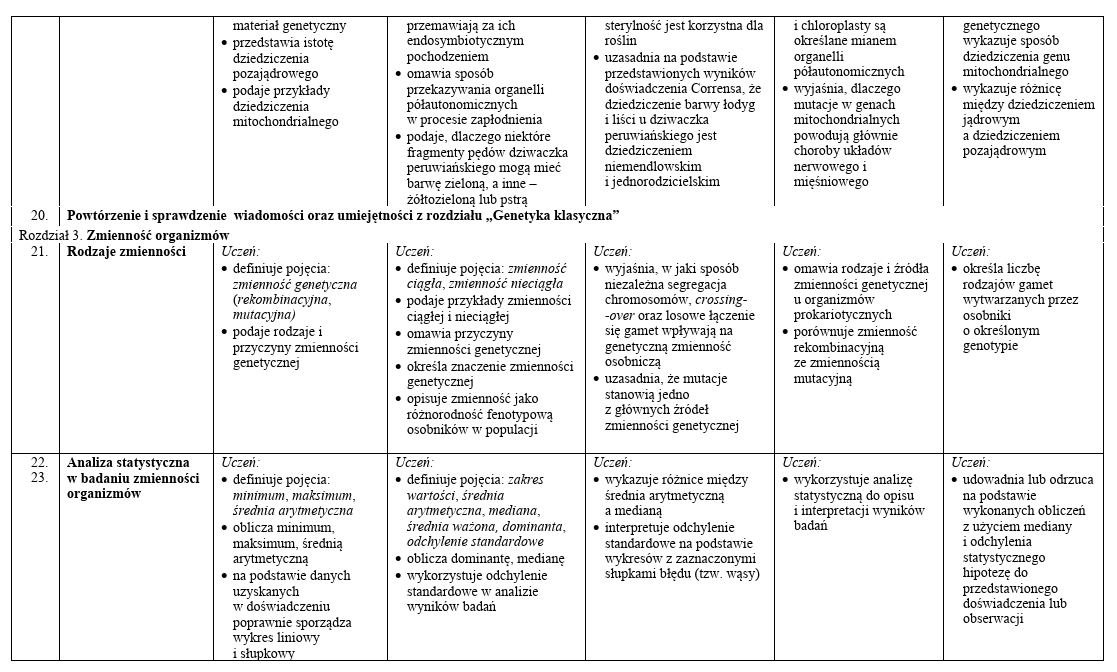 materiał genetyczny
• przedstawia istotę
dziedziczenia
pozajądrowego
• podaje przykłady
dziedziczenia
mitochondrialnego
przemawiają za ich
endosymbiotycznym
pochodzeniem
• omawia sposób
przekazywania organelli
półautonomicznych
w procesie zapłodnienia
• podaje, dlaczego niektóre
fragmenty pędów dziwaczka
peruwiańskiego mogą mieć
barwę zieloną, a inne –
żółtozieloną lub pstrą
sterylność jest korzystna dla
roślin
• uzasadnia na podstawie
przedstawionych wyników
doświadczenia Corrensa, że
dziedziczenie barwy łodyg
i liści u dziwaczka
peruwiańskiego jest
dziedziczeniem
niemendlowskim
i jednorodzicielskim
i chloroplasty są
określane mianem
organelli
półautonomicznych
• wyjaśnia, dlaczego
mutacje w genach
mitochondrialnych
powodują głównie
choroby układów
nerwowego i
mięśniowego
genetycznego
wykazuje sposób
dziedziczenia genu
mitochondrialnego
• wykazuje różnicę
między dziedziczeniem
jądrowym
a dziedziczeniem
pozajądrowym
20. Powtórzenie i sprawdzenie wiadomości oraz umiejętności z rozdziału „Genetyka klasyczna”
Rozdział 3. Zmienność organizmów
21.
Rodzaje zmienności
Uczeń:
• definiuje pojęcia:
zmienność genetyczna
(rekombinacyjna,
mutacyjna)
• podaje rodzaje i
przyczyny zmienności
genetycznej
Uczeń:
• definiuje pojęcia: zmienność
ciągła, zmienność nieciągła
• podaje przykłady zmienności
ciągłej i nieciągłej
• omawia przyczyny
zmienności genetycznej
• określa znaczenie zmienności
genetycznej
• opisuje zmienność jako
różnorodność fenotypową
osobników w populacji
Uczeń:
• wyjaśnia, w jaki sposób
niezależna segregacja
chromosomów, crossing-
-over oraz losowe łączenie
się gamet wpływają na
genetyczną zmienność
osobniczą
• uzasadnia, że mutacje
stanowią jedno
z głównych źródeł
zmienności genetycznej
Uczeń:
• omawia rodzaje i źródła
zmienności genetycznej
u organizmów
prokariotycznych
• porównuje zmienność
rekombinacyjną
ze zmiennością
mutacyjną
Uczeń:
• określa liczbę
rodzajów gamet
wytwarzanych przez
osobniki
o określonym
genotypie
22.
23.
Analiza statystyczna
w badaniu zmienności
organizmów
Uczeń:
• definiuje pojęcia:
minimum, maksimum,
średnia arytmetyczna
• oblicza minimum,
maksimum, średnią
arytmetyczną
• na podstawie danych
uzyskanych
w doświadczeniu
poprawnie sporządza
wykres liniowy
i słupkowy
Uczeń:
• definiuje pojęcia: zakres
wartości, średnia
arytmetyczna, mediana,
średnia ważona, dominanta,
odchylenie standardowe
• oblicza dominantę, medianę
• wykorzystuje odchylenie
standardowe w analizie
wyników badań
Uczeń:
• wykazuje różnice między
średnia arytmetyczną
a medianą
• interpretuje odchylenie
standardowe na podstawie
wykresów z zaznaczonymi
słupkami błędu (tzw. wąsy)
Uczeń:
• wykorzystuje analizę
statystyczną do opisu
i interpretacji wyników
badań
Uczeń:
• udowadnia lub odrzuca
na podstawie
wykonanych obliczeń
z użyciem mediany
i odchylenia
statystycznego
hipotezę do
przedstawionego
doświadczenia lub
obserwacji